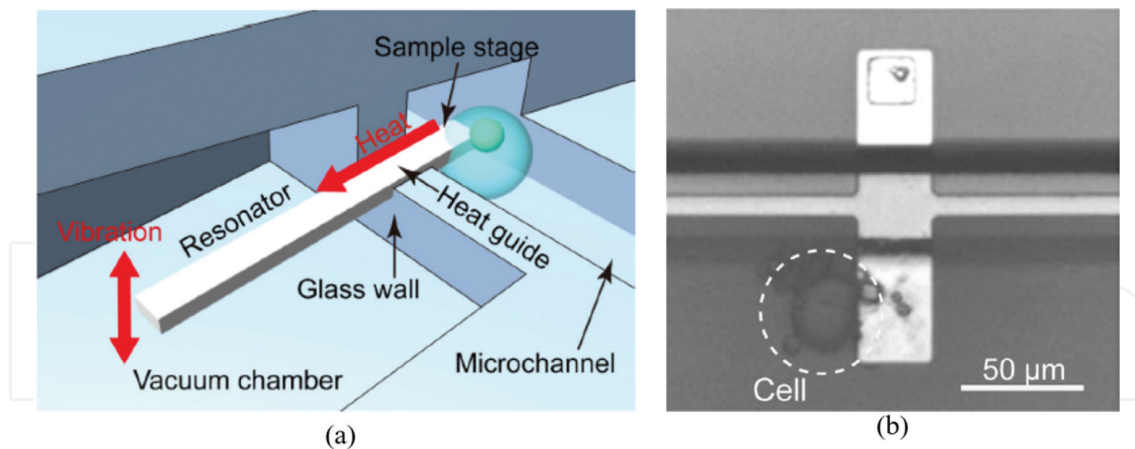 Sample stage
Heat
Resonator
Vibration
Heat guide
Glass wall
Microchannel
Vacuum chamber
(a)
Cell
50 μm
(b)